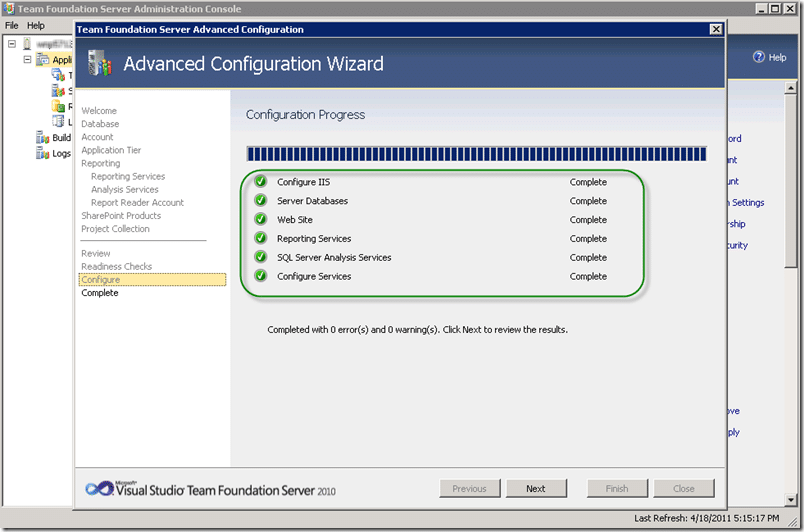 Team Foundation Server Administration Console
File Help
Team Foundation Server Advanced Configuration
Advanced Configuration Wizard
Help
Appli
Build
Logs
Welcome
Database
Account
Application Tier
Reporting
Reporting Services
Analysis Services
Report Reader Account
SharePoint Products
Project Collection
Review
Readiness Checks
Configure
Complete
Configuration Progress
Configure IIS Complete
Server Databases Complete
Web Site Complete
Reporting Services Complete
SQL Server Analysis Services Complete
Configure Services Complete
Completed with 0 error(s) and 0 warning(s). Click Next to review the results.
ord
nt
unt
n Settings
rship
curity
ove
ply
Microsoft
Visual Studio Team Foundation Server 2010
Previous Next Finish Close
Last Refresh: 4/18/2011 5:15:17 PM